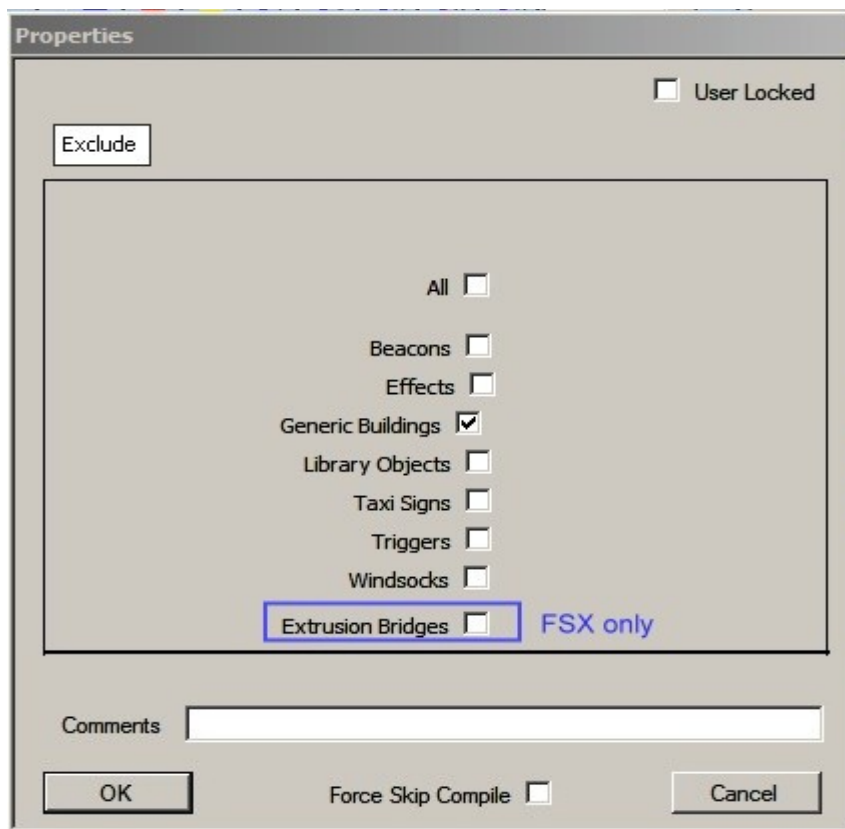 Properties
User Locked
Exclude
All
Beacons
Effects
Generic Buildings
Library Objects
Taxi Signs
Triggers
Windsocks
Extrusion Bridges FSX only
Comments
OK Force Skip Compile Cancel